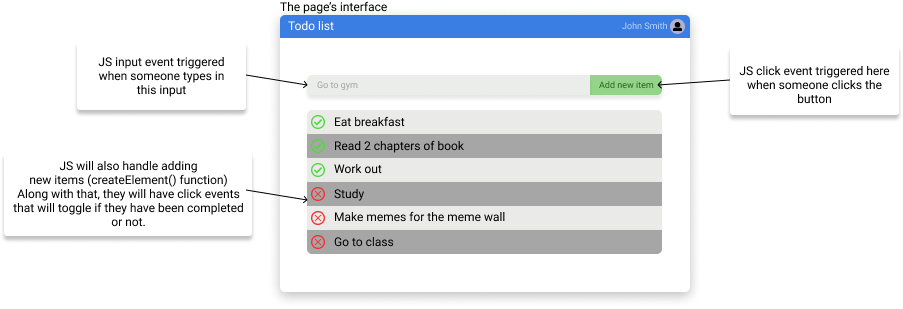 The page's interface
Todo list
John Smith
JS input event triggered
when someone types in
this input
Go to gym
Add new item
JS click event triggered here
when someone clicks the
button
Eat breakfast
Read 2 chapters of book
Work out
Study
Make memes for the meme wall
Go to class
JS will also handle adding
new items (createElement() function)
Along with that, they will have click events
that will toggle if they have been completed
or not.